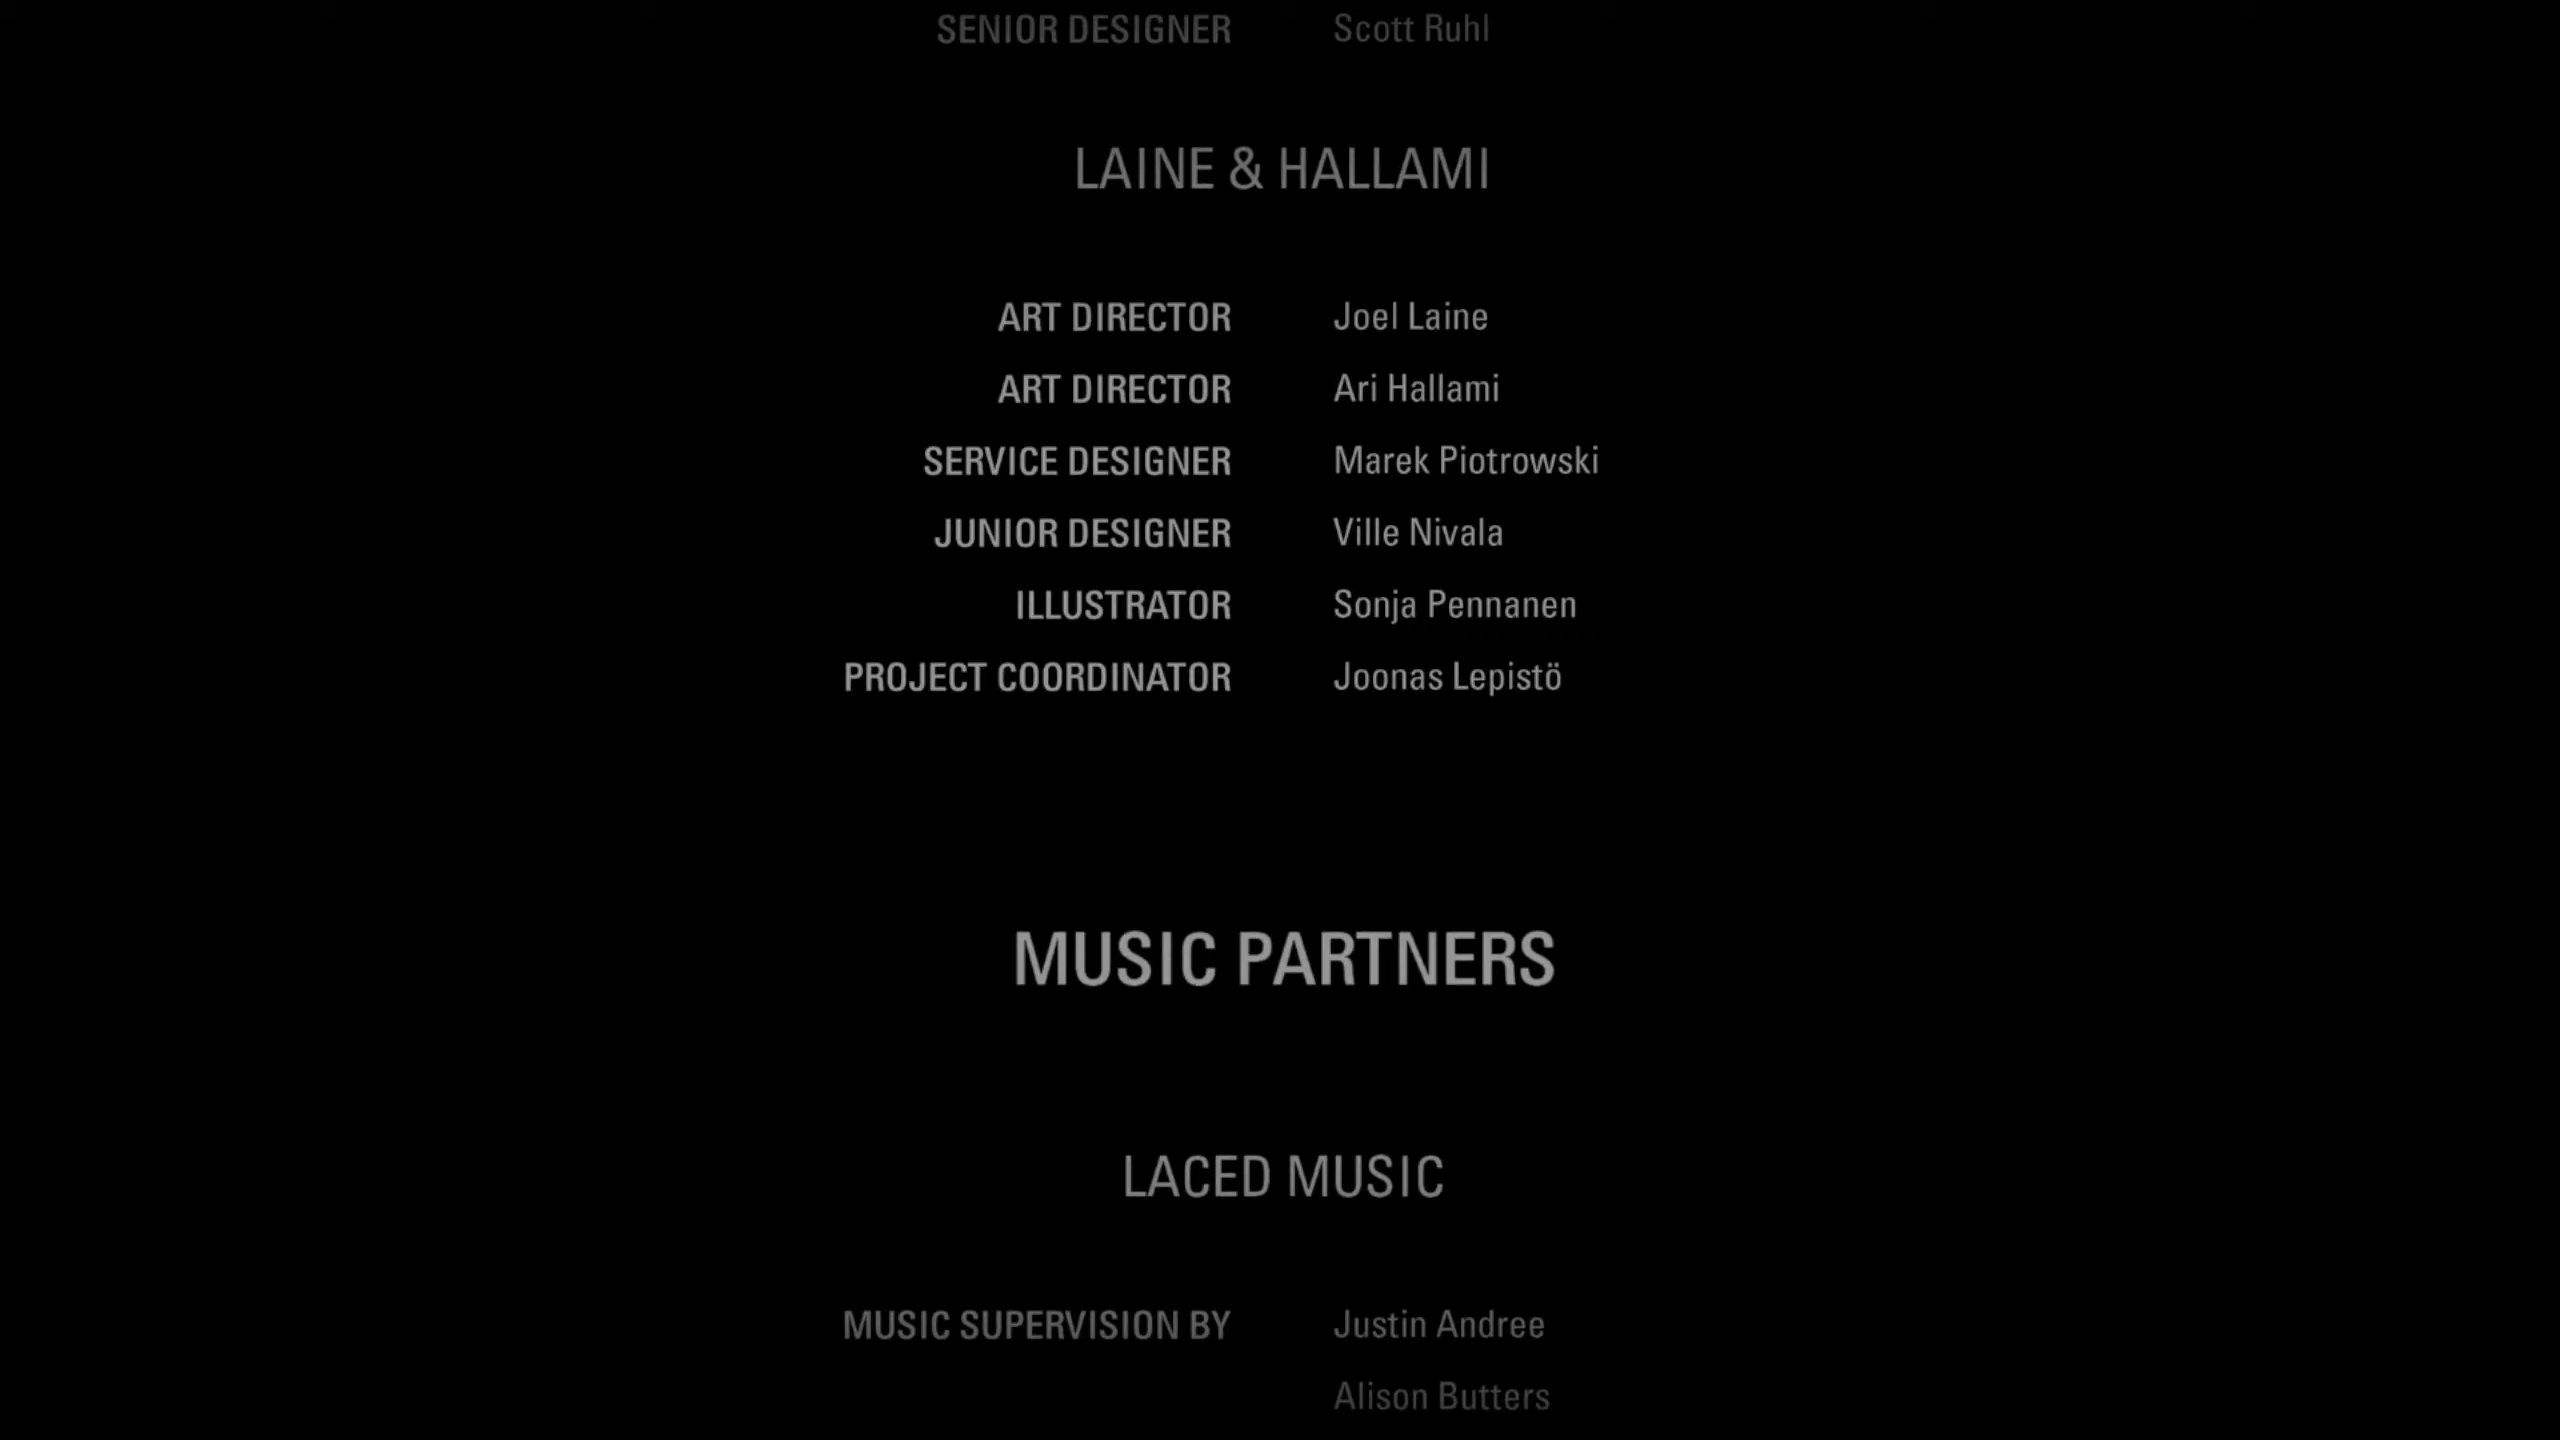 SENIOR DESIGNER Scott Ruhl
LAINE & HALLAMI
ART DIRECTOR Joel Laine
ART DIRECTOR Ari Hallami
SERVICE DESIGNER Marek Piotrowski
JUNIOR DESIGNER Ville Nivala
ILLUSTRATOR Sonja Pennanen
PROJECT COORDINATOR Joonas Lepistö
MUSIC PARTNERS
LACED MUSIC
MUSIC SUPERVISION BY Justin Andree
Alison Butters